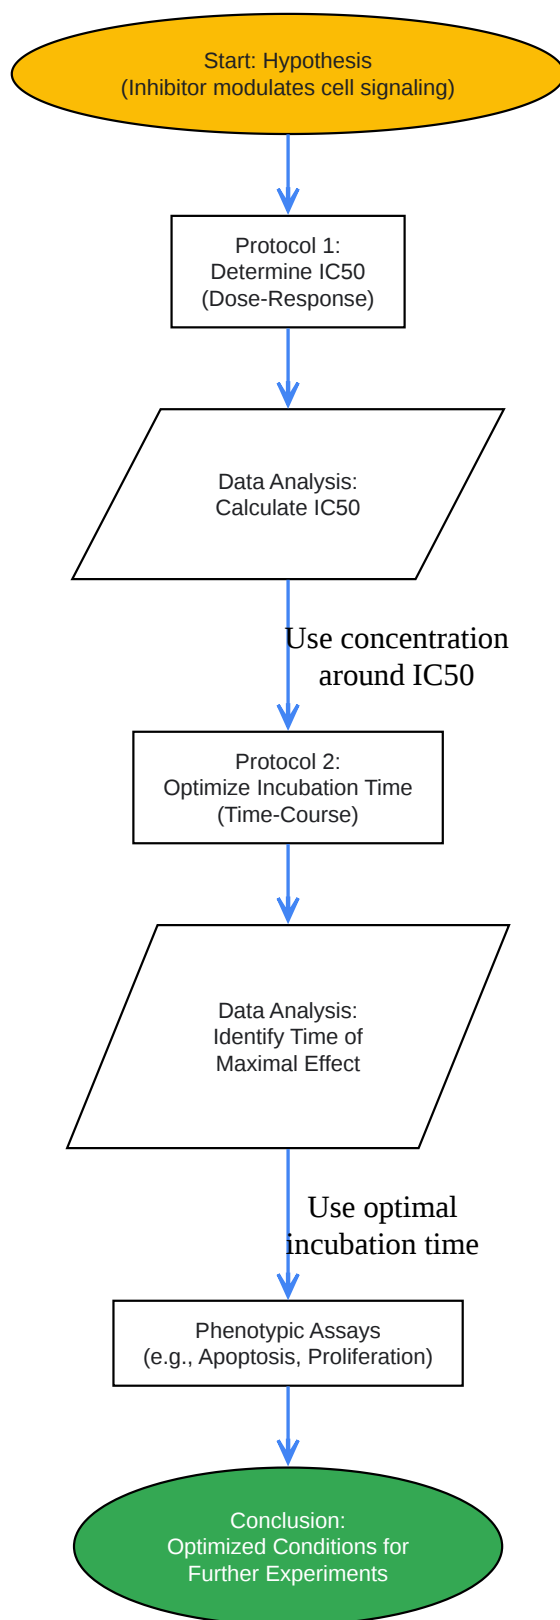 Start: Hypothesis
(Inhibitor modulates cell signaling)
Protocol 1:
Determine IC50
(Dose-Response)
Data Analysis:
Calculate IC50
Use concentration
around IC50
Protocol 2:
Optimize Incubation Time
(Time-Course)
Data Analysis:
Identify Time of
Maximal Effect
Use optimal
incubation time
Phenotypic Assays
(e.g., Apoptosis, Proliferation)
Conclusion:
Optimized Conditions for
Further Experiments